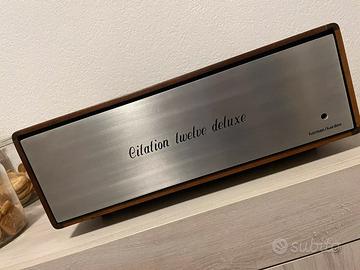 Citation twelve deluxe
harman/kardon
subito